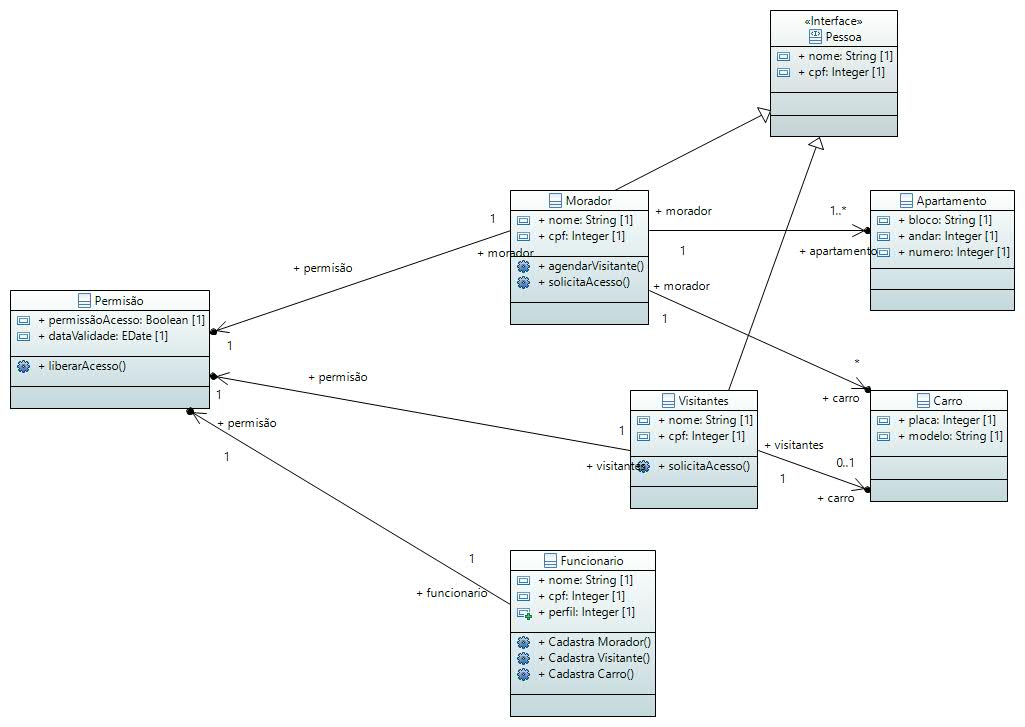 «Interface»
Pessoa
+ nome: String [1]
+ cpf: Integer [1]
Morador
+ nome: String [1]
+ cpf: Integer [1]
+ agendarVisitante()
+ solicitaAcesso()
Apartamento
+ bloco: String [1]
+ andar: Integer [1]
+ numero: Integer [1]
1
+ morador
+ permisão
1
+ morador
1
1..*
+ apartamento
+ morador
1
*
+ carro
Permisão
+ permissãoAcesso: Boolean [1]
+ dataValidade: EDate [1]
+ liberarAcesso()
+ permisão
1
1
+ visitantes
Visitantes
+ nome: String [1]
+ cpf: Integer [1]
+ solicitaAcesso()
Carro
+ placa: Integer [1]
+ modelo: String [1]
+ visitantes
1
0..1
+ carro
+ permisão
1
1
+ funcionario
Funcionario
+ nome: String [1]
+ cpf: Integer [1]
+ perfil: Integer [1]
+ Cadastra Morador()
+ Cadastra Visitante()
+ Cadastra Carro()